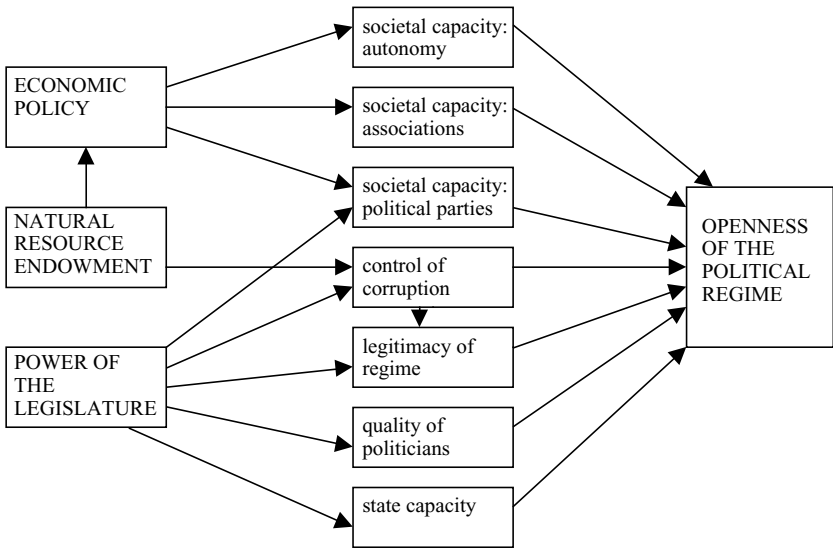 societal capacity:
autonomy
ECONOMIC
POLICY
societal capacity:
associations
societal capacity:
political parties
NATURAL
RESOURCE
ENDOWMENT
control of
corruption
OPENNESS
OF THE
POLITICAL
REGIME
legitimacy of
regime
POWER OF
THE
LEGISLATURE
quality of
politicians
state capacity